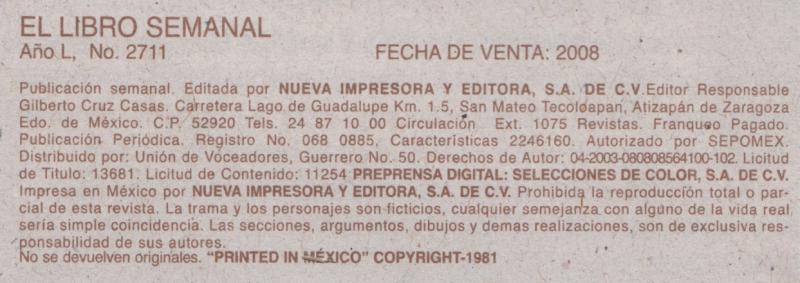 EL LIBRO SEMANAL
Año L, No. 2711 FECHA DE VENTA: 2008
Publicación semanal. Editada por NUEVA IMPRESORA Y EDITORA, S.A. DE C.V.Editor Responsable
Gilberto Cruz Casas. Carretera Lago de Guadalupe Km. 1.5, San Mateo Tecoloapan, Atizapán de Zaragoza
Edo. de México. C.P. 52920 Tels. 24 87 10 00 Circulación Ext. 1075 Revistas. Franqueo Pagado.
Publicación Periódica. Registro No. 068 0885, Características 2246160. Autorizado por SEPOMEX.
Distribuido por: Unión de Voceadores, Guerrero No. 50. Derechos de Autor: 04-2003-080808564100-102. Licitud
de Titulo: 13681. Licitud de Contenido: 11254 PREPRENSA DIGITAL: SELECCIONES DE COLOR, S.A. DE C.V.
Impresa en México por NUEVA IMPRESORA Y EDITORA, S.A. DE C.V. Prohibida la reproducción total o par-
cial de esta revista. La trama y los personajes son ficticios, cualquier semejanza con alguno de la vida real
sería simple coincidencia. Las secciones, argumentos, dibujos y demas realizaciones, son de exclusiva res-
ponsabilidad de sus autores.
No se devuelven originales. "PRINTED IN MÉXICO" COPYRIGHT-1981